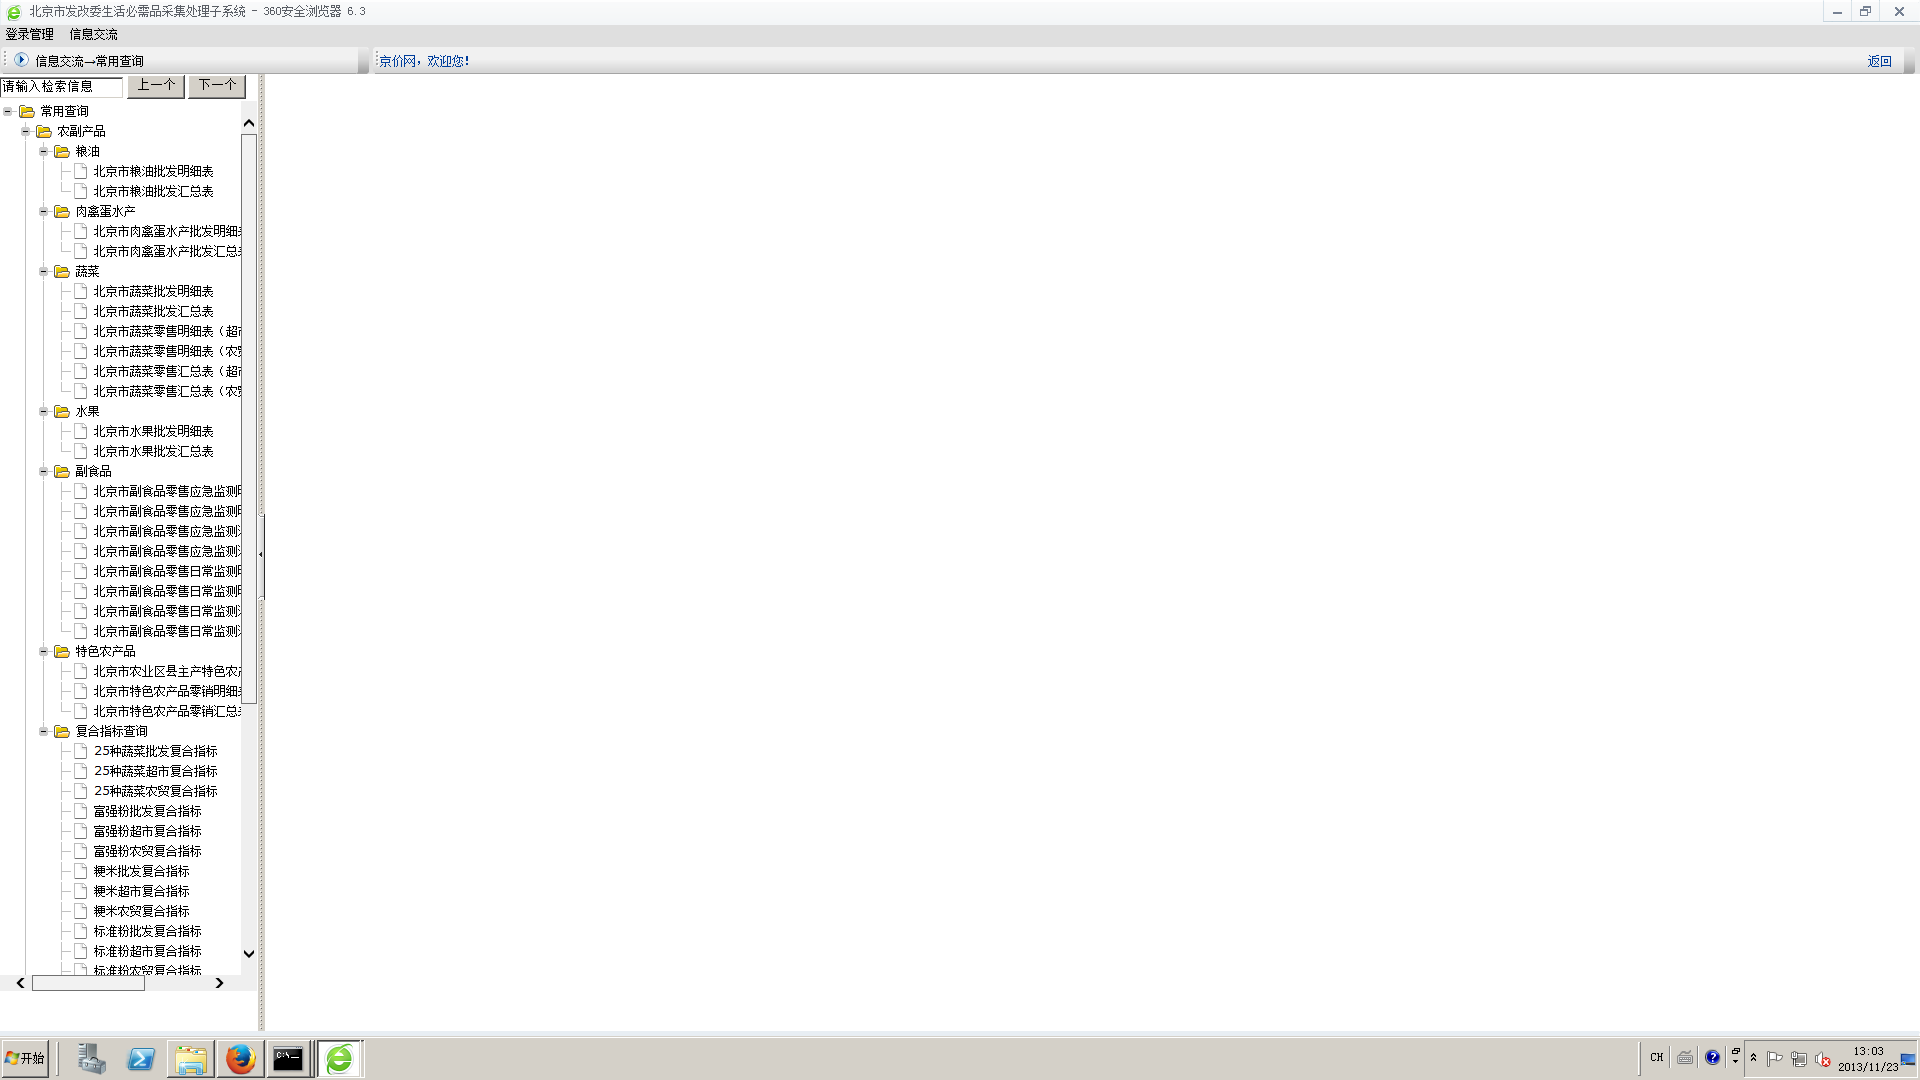 北京市发改委生活必需品采集处理子系统 - 360安全浏览器 6.3
登录管理 信息交流
信息交流→常用查询 京价网，欢迎您！ 返回
请输入检索信息 上一个 下一个
常用查询
农副产品
粮油
北京市粮油批发明细表
北京市粮油批发汇总表
肉禽蛋水产
北京市肉禽蛋水产批发明细
北京市肉禽蛋水产批发汇总
蔬菜
北京市蔬菜批发明细表
北京市蔬菜批发汇总表
北京市蔬菜零售明细表（超
北京市蔬菜零售明细表（农
北京市蔬菜零售汇总表（超
北京市蔬菜零售汇总表（农
水果
北京市水果批发明细表
北京市水果批发汇总表
副食品
北京市副食品零售应急监测
北京市副食品零售应急监测
北京市副食品零售应急监测
北京市副食品零售应急监测
北京市副食品零售日常监测
北京市副食品零售日常监测
北京市副食品零售日常监测
北京市副食品零售日常监测
特色农产品
北京市农业区县主产特色农
北京市特色农产品零销明细
北京市特色农产品零销汇总
复合指标查询
25种蔬菜批发复合指标
25种蔬菜超市复合指标
25种蔬菜农贸复合指标
富强粉批发复合指标
富强粉超市复合指标
富强粉农贸复合指标
粳米批发复合指标
粳米超市复合指标
粳米农贸复合指标
标准粉批发复合指标
标准粉超市复合指标
标准粉农贸复合指标
开始 C:\ CH 13:03
2013/11/23